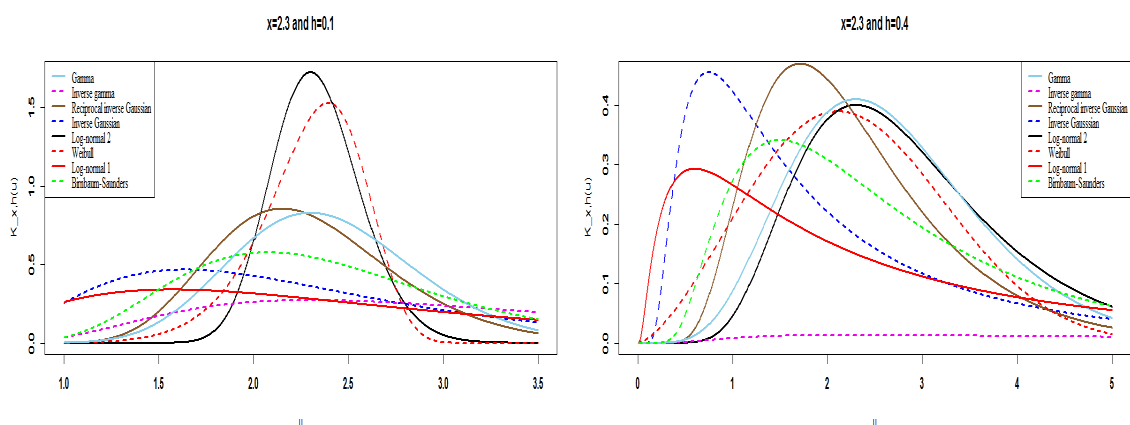 x=2.3 and h=0.1
K_x,h(u)
0.0
0.5
1.0
1.5
Gamma
Inverse gamma
Reciprocal inverse Gaussian
Inverse Gaussian
Log-normal 2
Weibull
Log-normal 1
Birnbaum-Saunders
1.0
1.5
2.0
2.5
3.0
3.5
u
x=2.3 and h=0.4
K_x,h(u)
0.0
0.1
0.2
0.3
0.4
Gamma
Inverse gamma
Reciprocal inverse Gaussian
Inverse Gausssian
Log-normal 2
Weibull
Log-normal 1
Birnbaum-Saunders
0
1
2
3
4
5
u